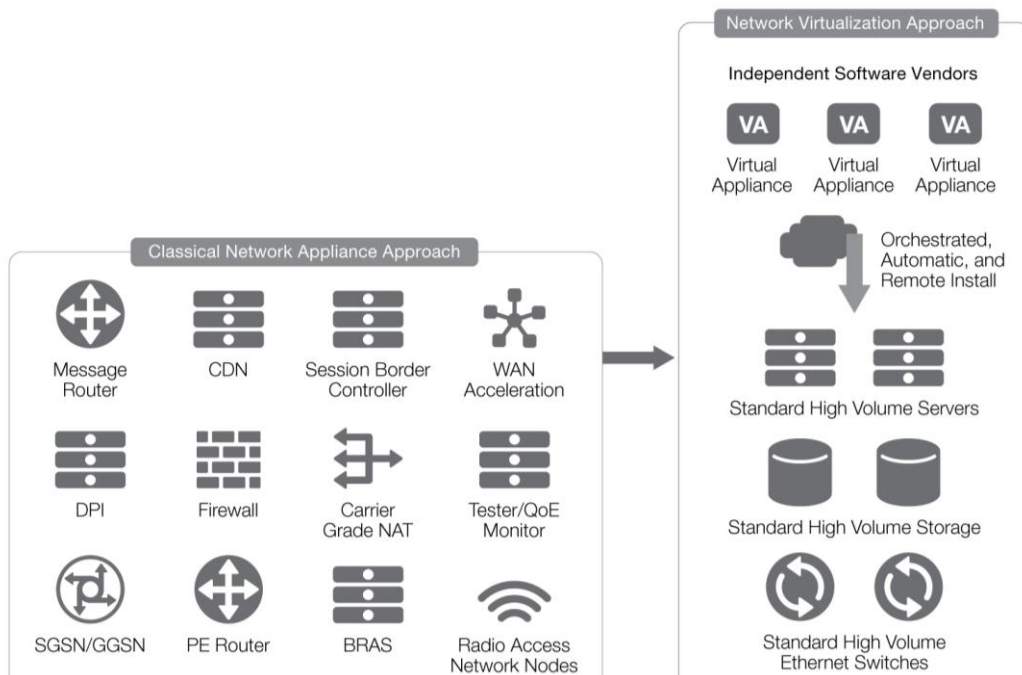 Network Virtualization Approach
Independent Software Vendors
VA VA VA
Virtual Appliance
Virtual Appliance
Virtual Appliance
Orchestrated,
Automatic, and
Remote Install
Standard High Volume Servers
Standard High Volume Storage
Standard High Volume
Ethernet Switches
Classical Network Appliance Approach
Message
Router
CDN
Session Border
Controller
WAN
Acceleration
DPI
Firewall
Carrier
Grade NAT
Tester/QoE
Monitor
SGSN/GGSN
PE Router
BRAS
Radio Access
Network Nodes